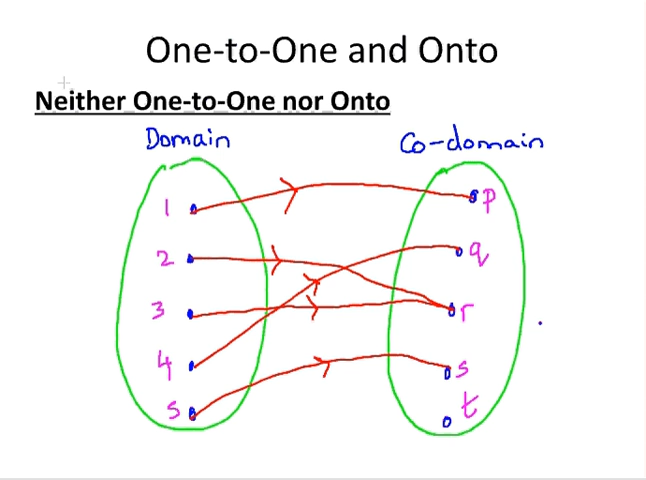 One-to-One and Onto
Neither One-to-One nor Onto
Domain Co-domain
1 p
2 q
3 r
4 s
5 t